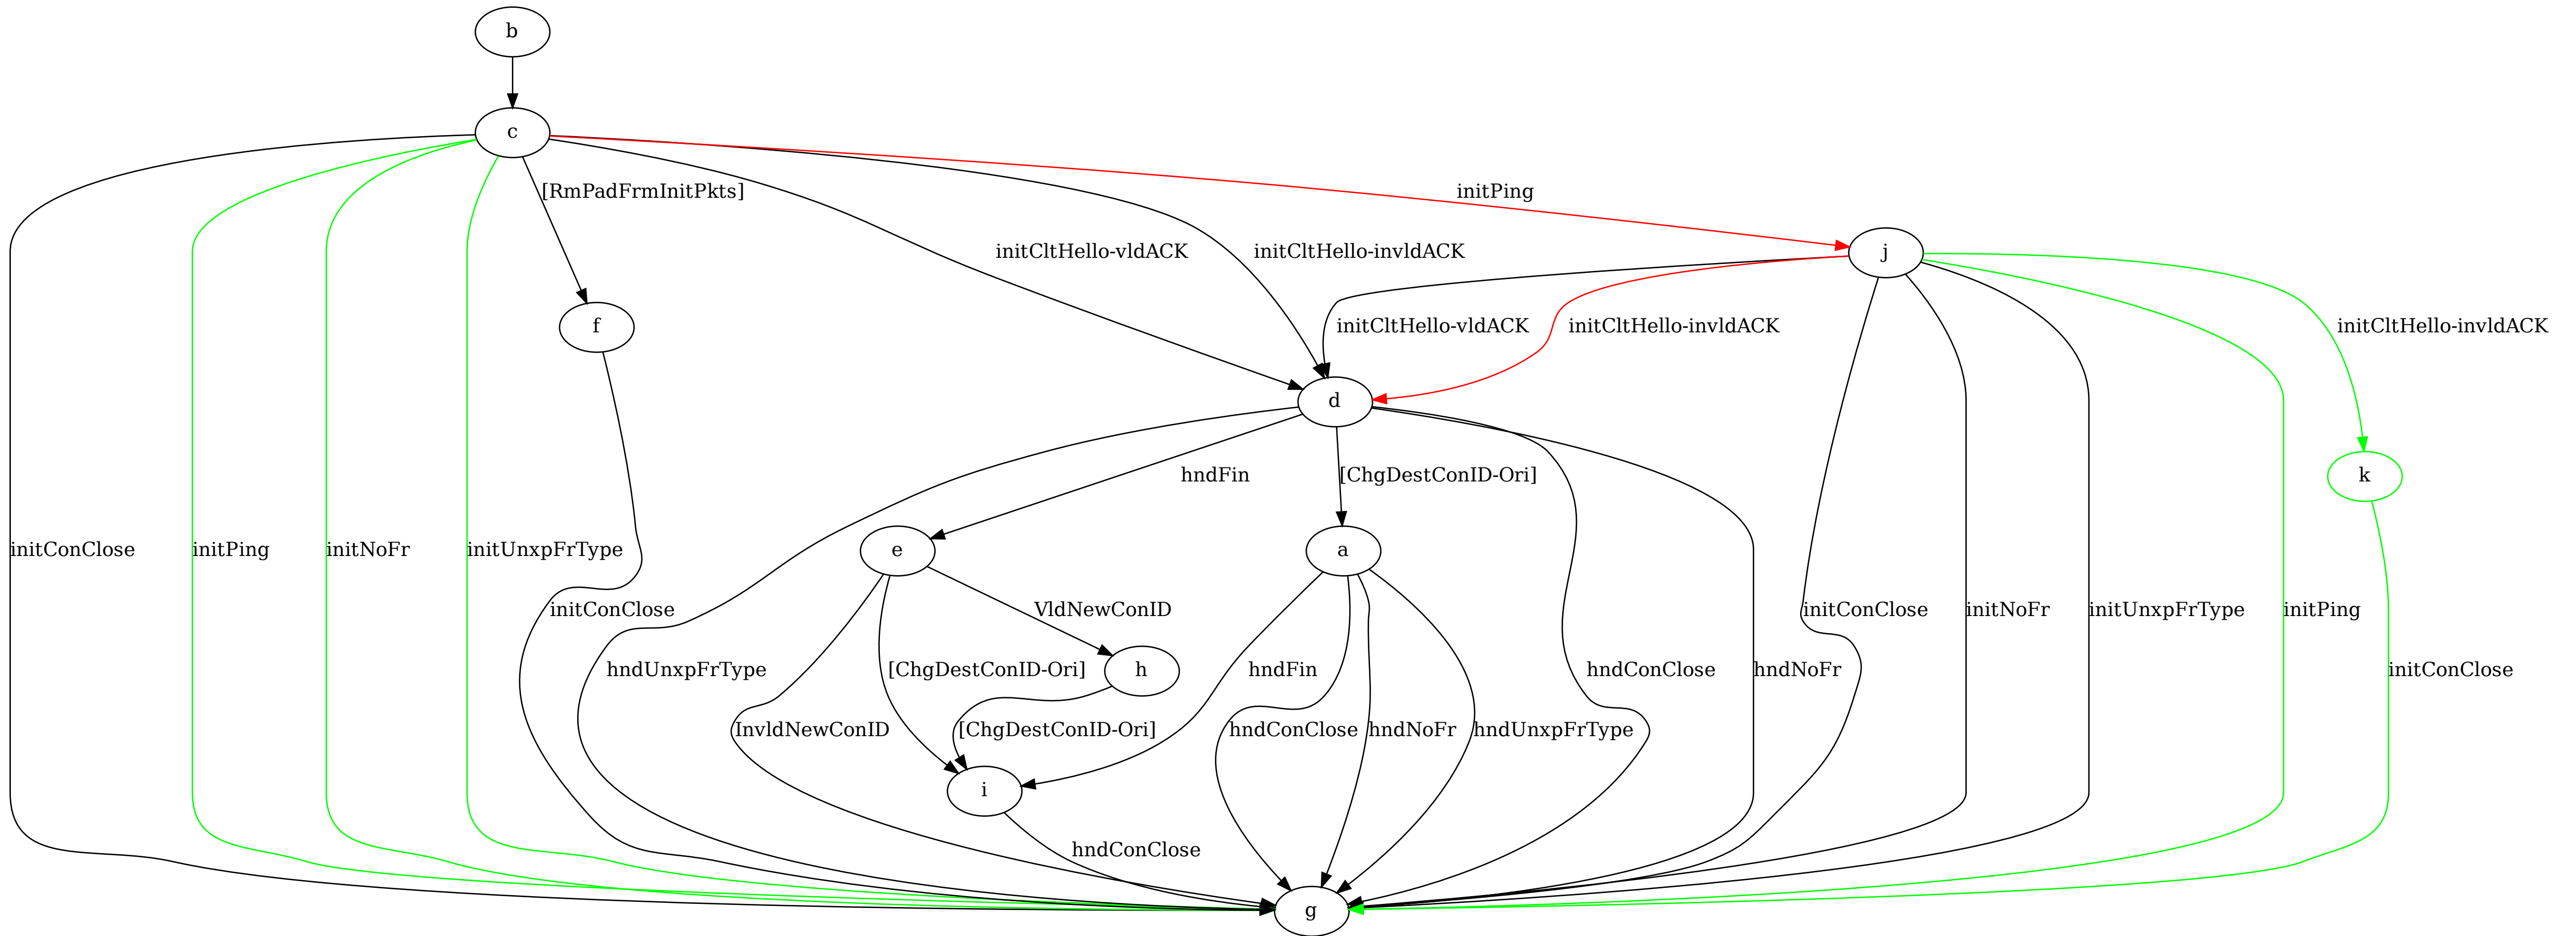 b
c
[RmPadFrmInitPkts]
initPing
initCltHello-vldACK
initCltHello-invldACK
j
f
initCltHello-vldACK
initCltHello-invldACK
initCltHello-invldACK
d
hndFin
[ChgDestConID-Ori]
k
initConClose
initPing
initNoFr
initUnxpFrType
e
a
initConClose
VldNewConID
initConClose
initNoFr
initUnxpFrType
initPing
hndUnxpFrType
[ChgDestConID-Ori]
h
hndFin
hndConClose
hndNoFr
initConClose
InvldNewConID
[ChgDestConID-Ori]
hndConClose
hndNoFr
hndUnxpFrType
i
hndConClose
g